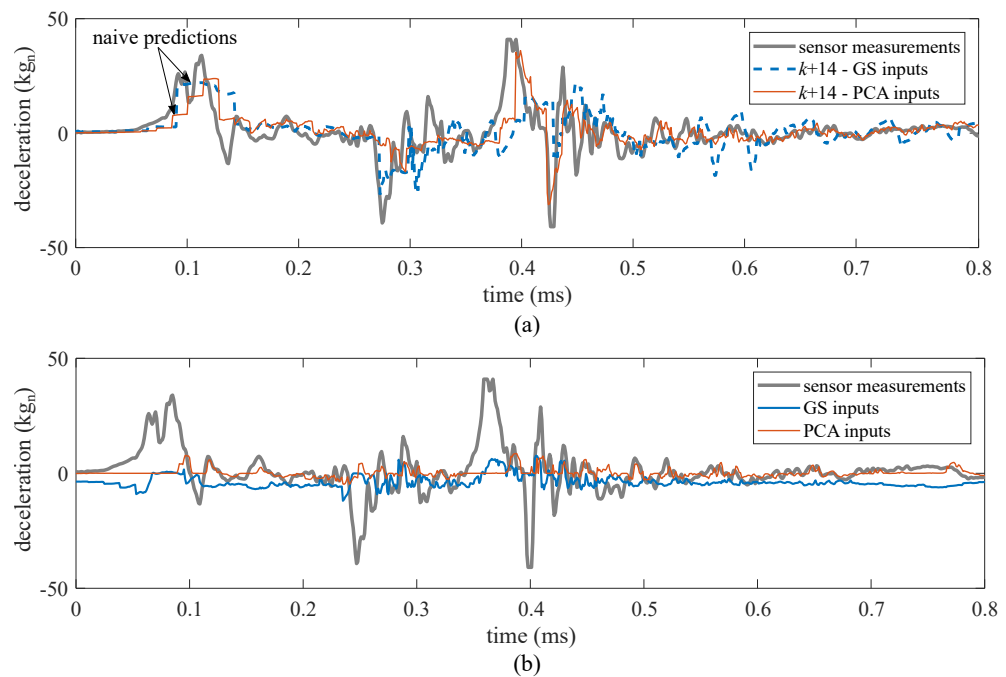 naive predictions
sensor measurements
k+14 - GS inputs
k+14 - PCA inputs
50
0
-50
deceleration (kgn)
0 0.1 0.2 0.3 0.4 0.5 0.6 0.7 0.8
time (ms)
(a)
sensor measurements
GS inputs
PCA inputs
50
0
-50
deceleration (kgn)
0 0.1 0.2 0.3 0.4 0.5 0.6 0.7 0.8
time (ms)
(b)